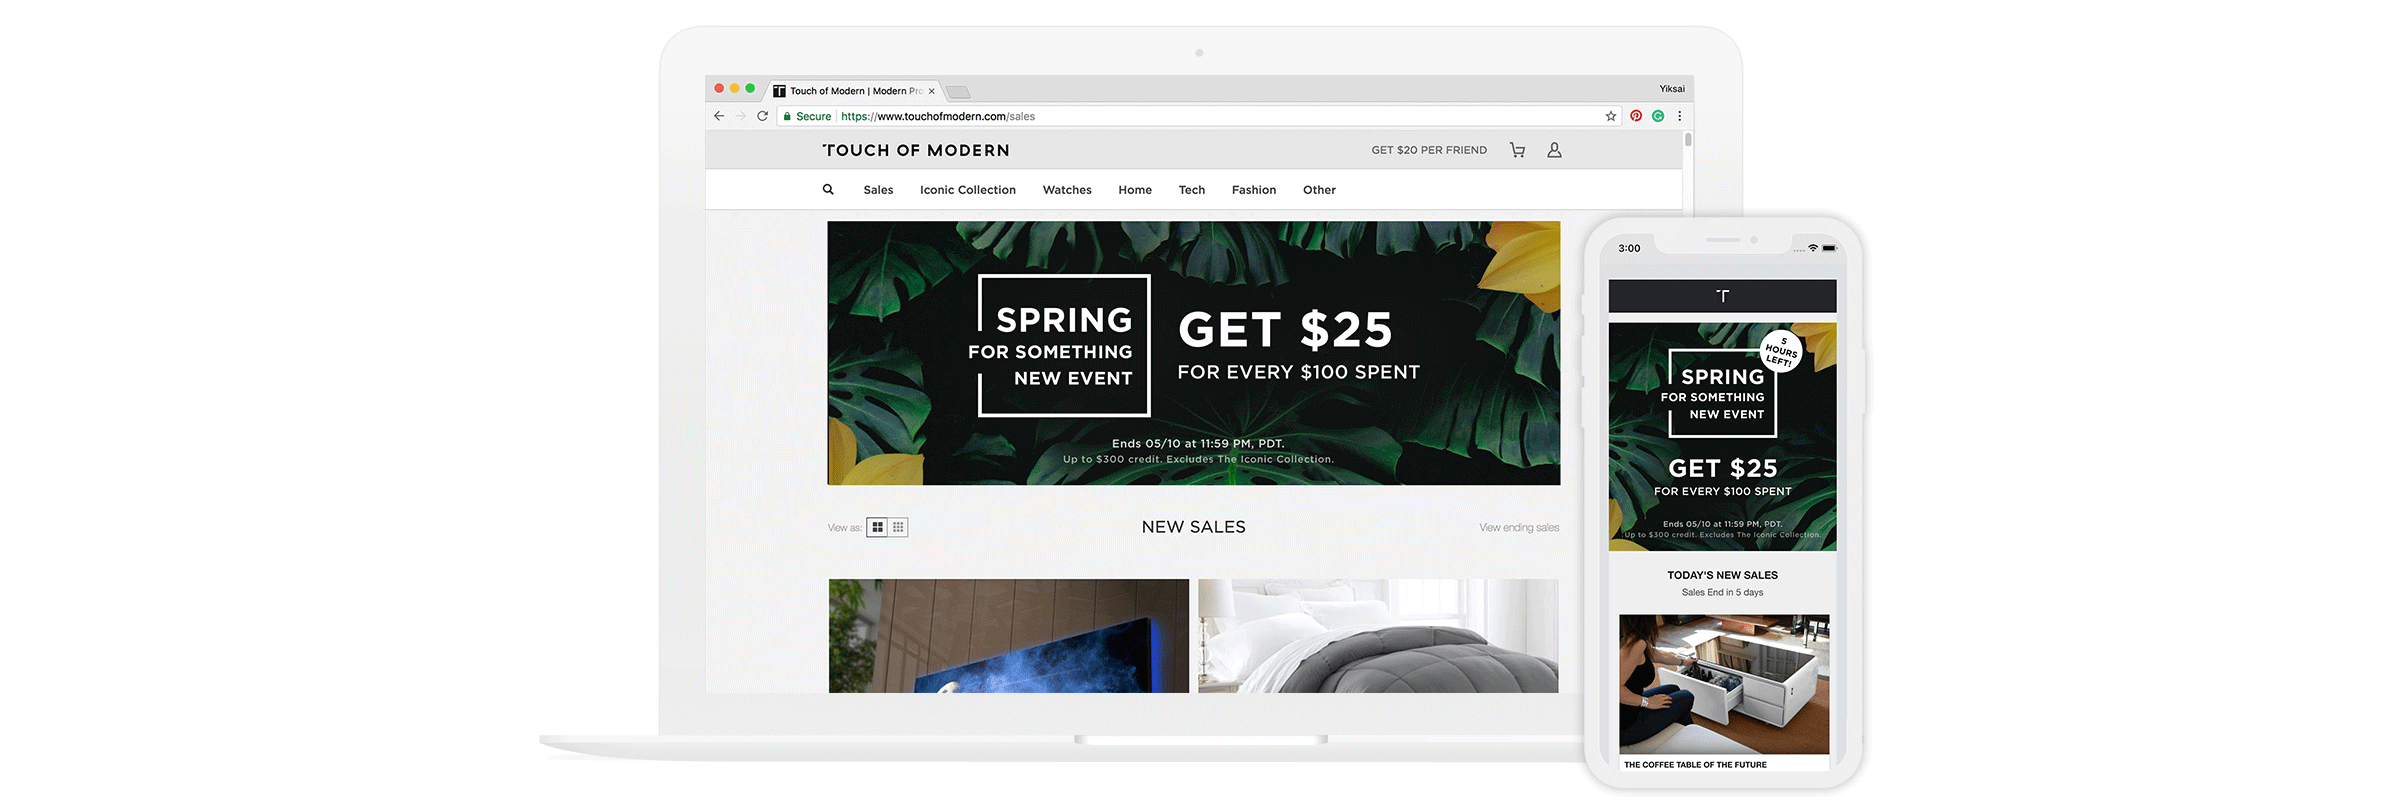 Touch of Modern | Modern Pro
Yiksai
Secure https://www.touchofmodern.com/sales
TOUCH OF MODERN
GET $20 PER FRIEND
Sales Iconic Collection Watches Home Tech Fashion Other
SPRING
FOR SOMETHING
NEW EVENT
GET $25
FOR EVERY $100 SPENT
Ends 05/10 at 11:59 PM, PDT.
Up to $300 credit. Excludes The Iconic Collection.
View as:
NEW SALES
View ending sales
3:00
T
5
HOURS
LEFT!
SPRING
FOR SOMETHING
NEW EVENT
GET $25
FOR EVERY $100 SPENT
Ends 05/10 at 11:59 PM, PDT.
Up to $300 credit. Excludes The Iconic Collection.
TODAY'S NEW SALES
Sales End in 5 days
THE COFFEE TABLE OF THE FUTURE